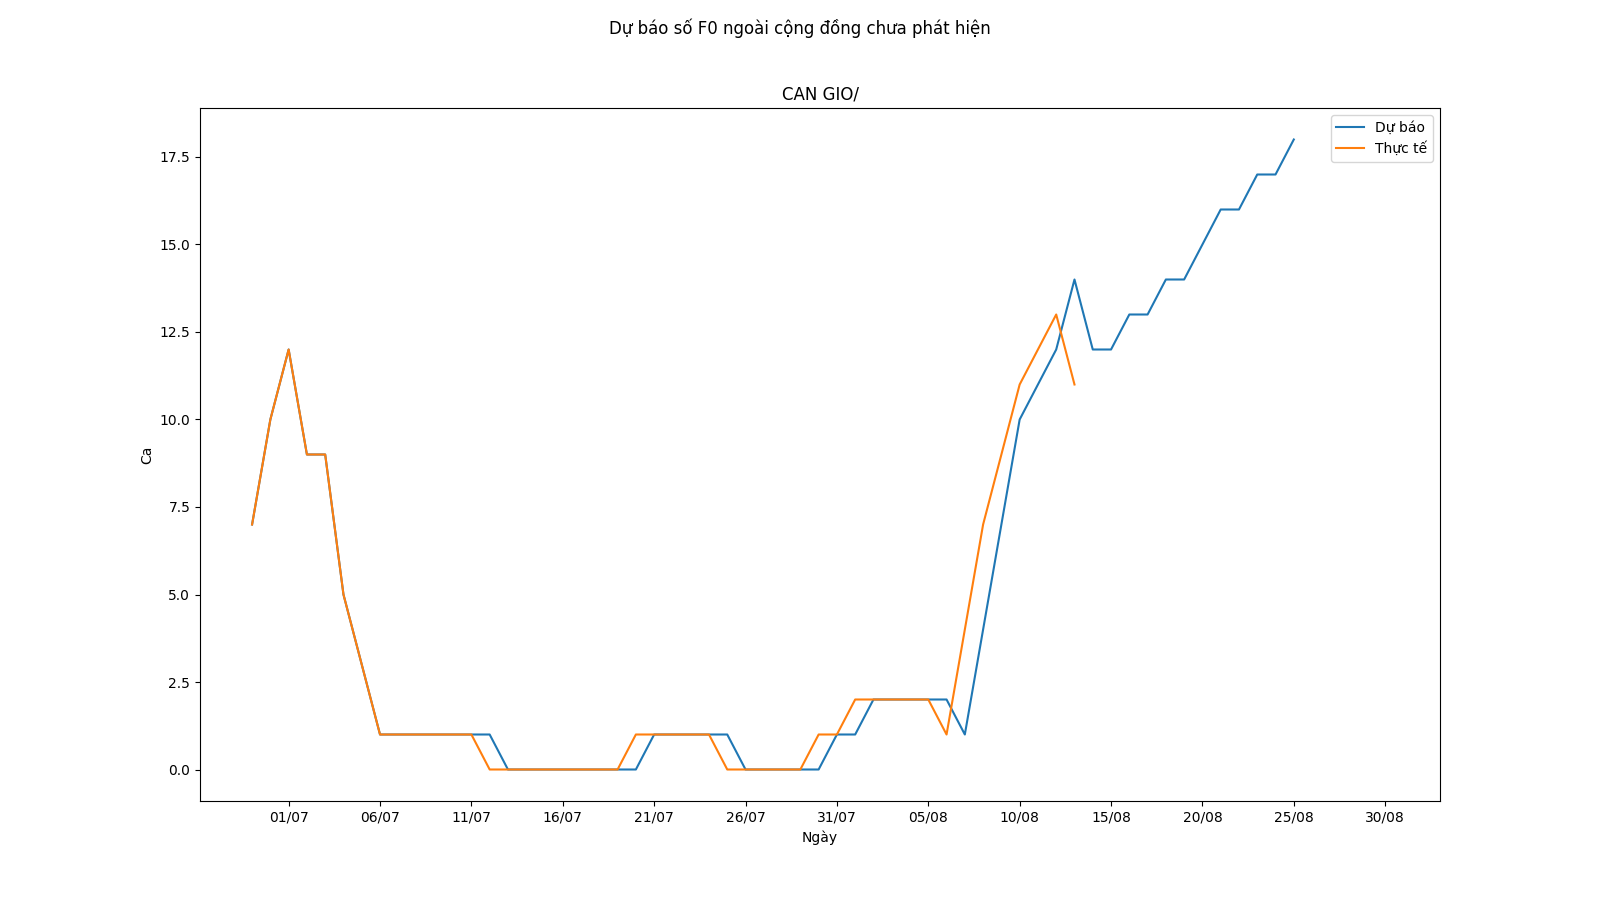 Dự báo số F0 ngoài cộng đồng chưa phát hiện
CAN GIO/
Dự báo
Thực tế
17.5
15.0
12.5
10.0
7.5
5.0
2.5
0.0
Ca
01/07 06/07 11/07 16/07 21/07 26/07 31/07 05/08 10/08 15/08 20/08 25/08 30/08
Ngày